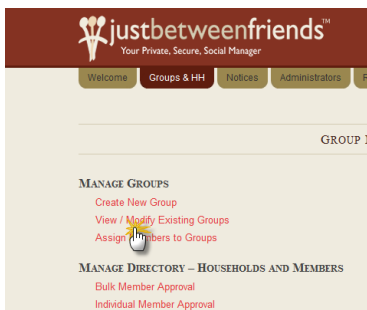 justbetweenfriends™
Your Private, Secure, Social Manager
Welcome Groups & HH Notices Administrators
GROUP
MANAGE GROUPS
Create New Group
View / Modify Existing Groups
Assign Members to Groups
MANAGE DIRECTORY – HOUSEHOLDS AND MEMBERS
Bulk Member Approval
Individual Member Approval